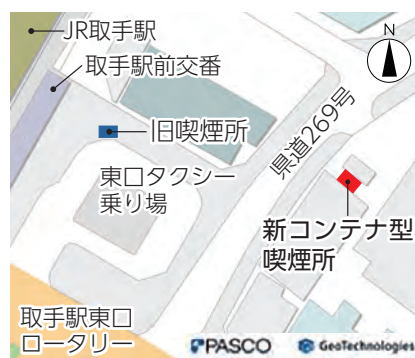 JR取手駅
N
取手駅前交番
旧喫煙所
県道269号
東口タクシー
乗り場
新コンテナ型
喫煙所
取手駅東口
ロータリー
PASCO
GeoTechnologies